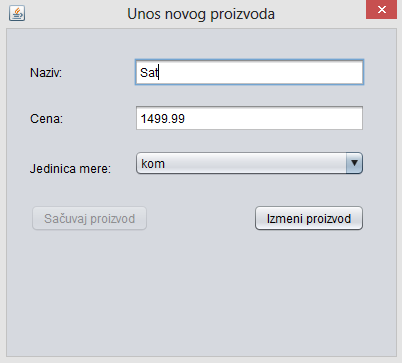 Unos novog proizvoda
Naziv: Sat
Cena: 1499.99
Jedinica mere: kom
Sačuvaj proizvod Izmeni proizvod